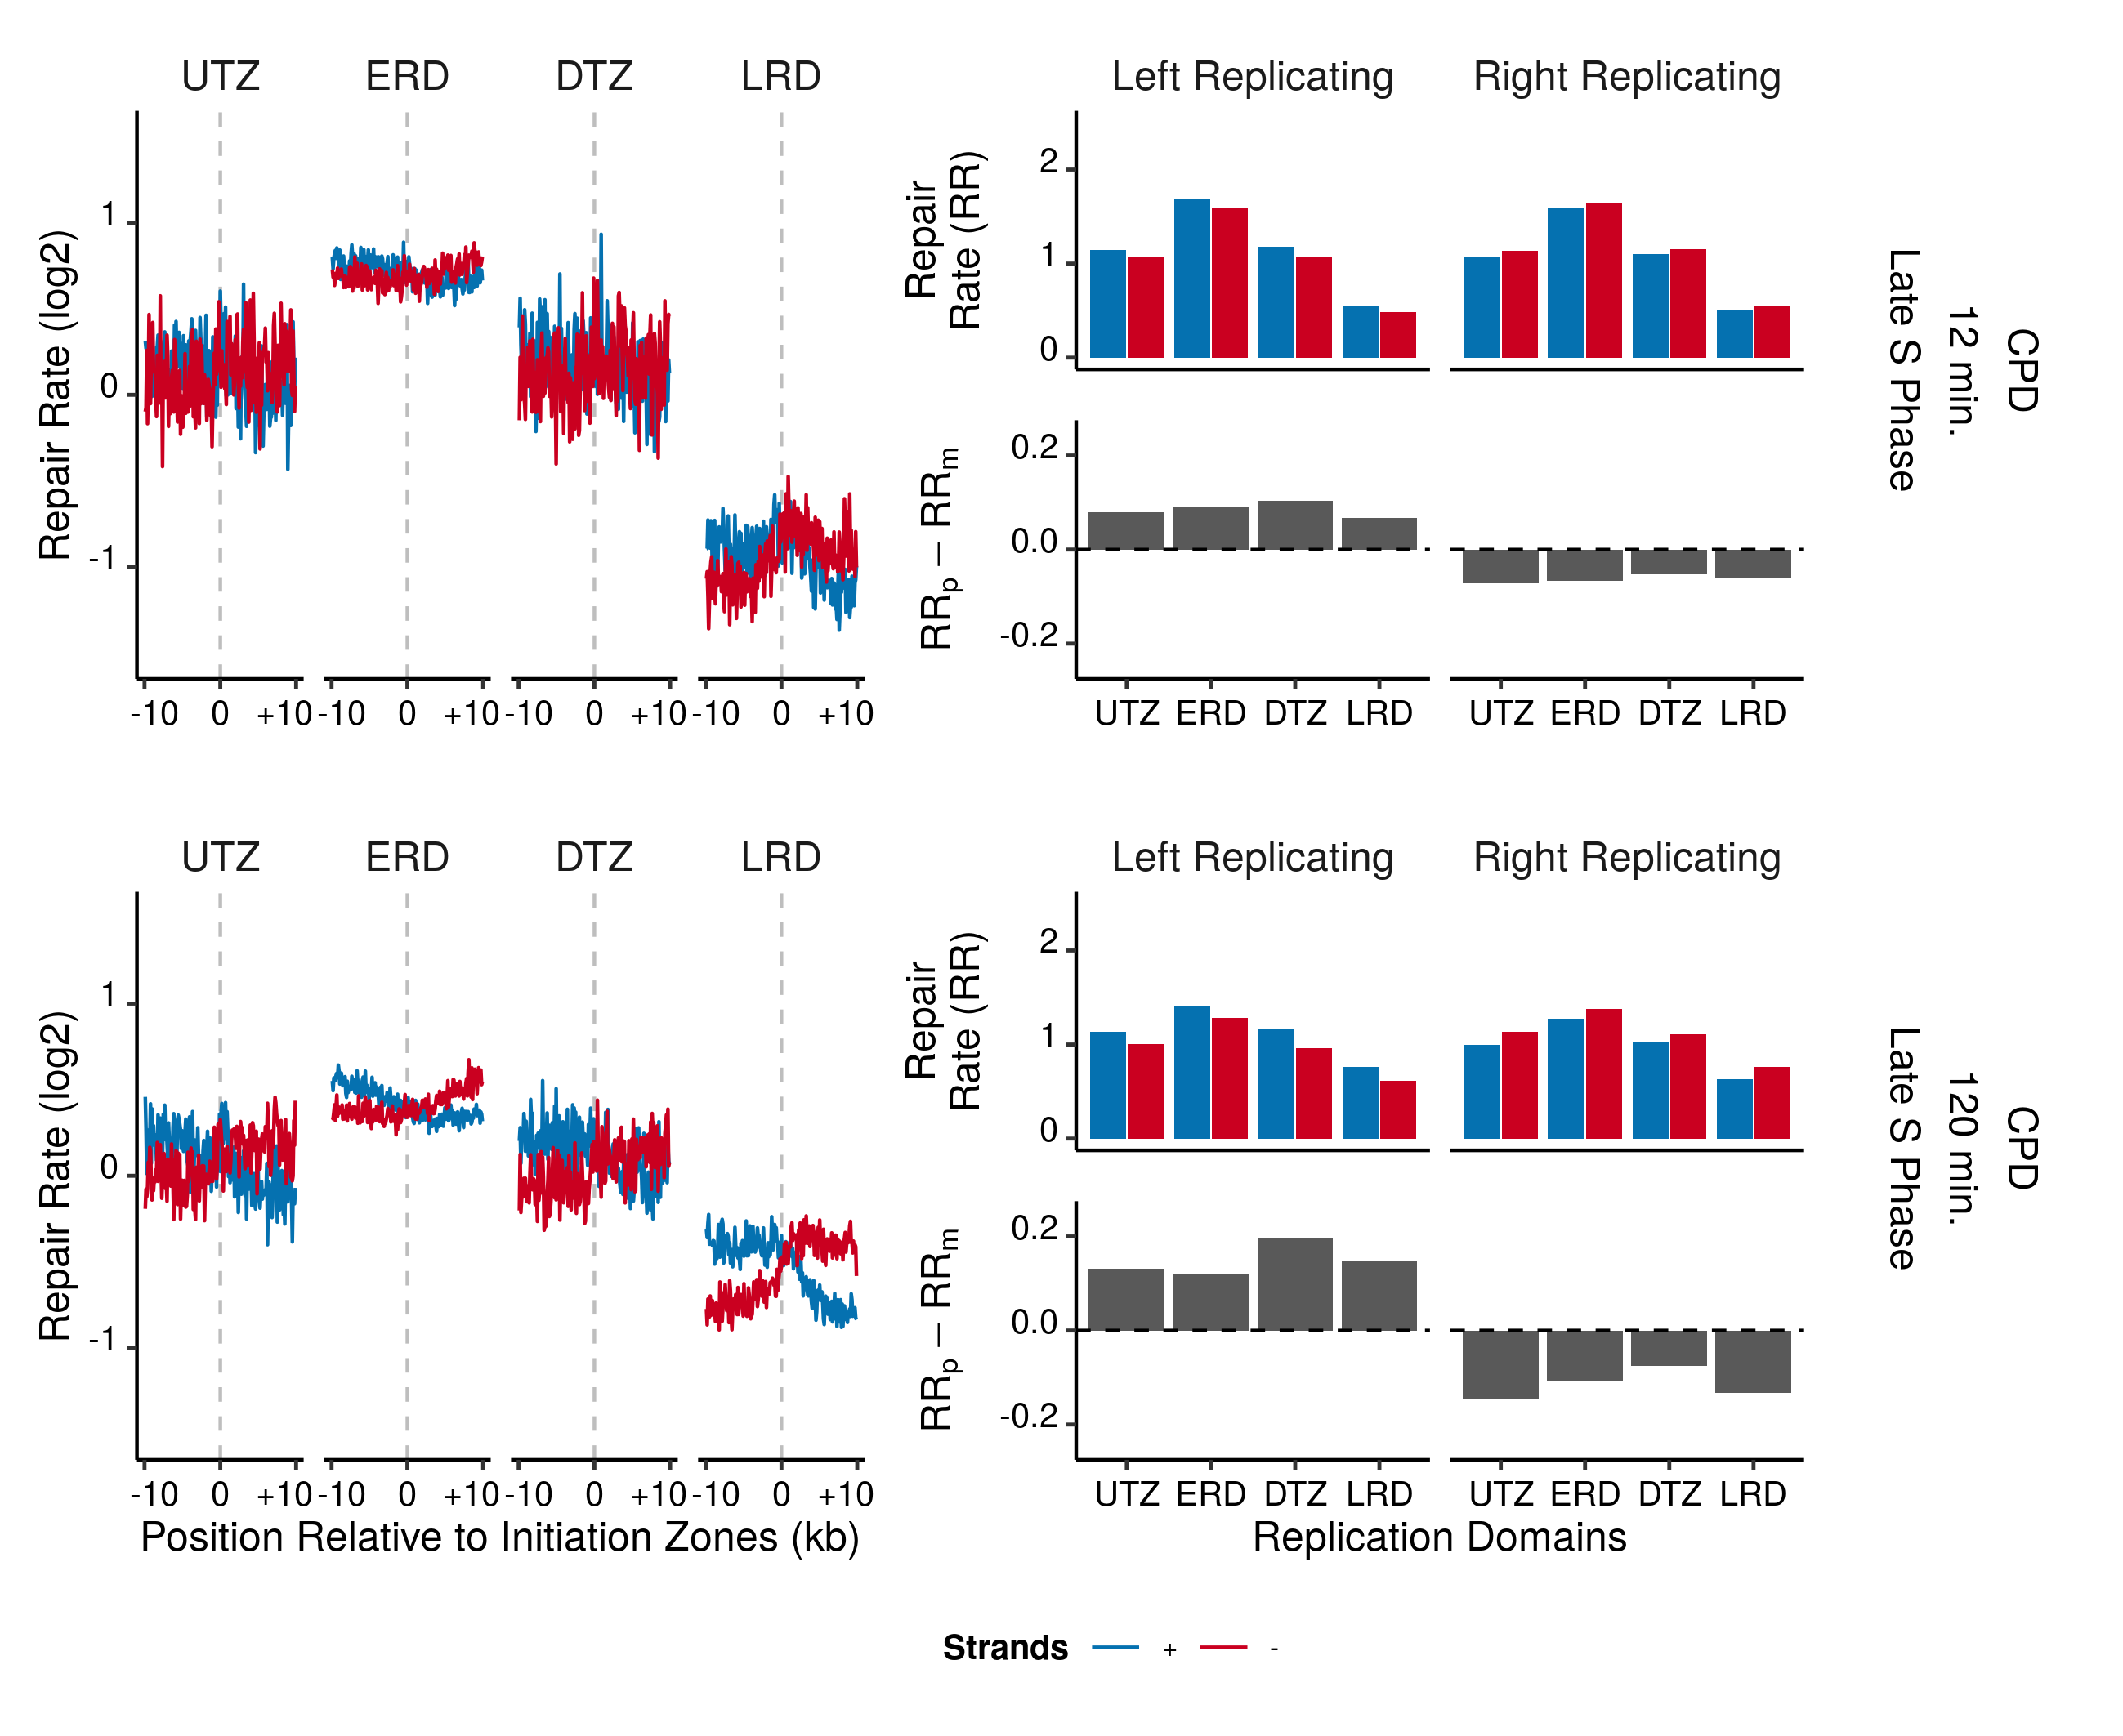 UTZ ERD DTZ LRD
Repair Rate (log2)
1
0
-1
-10 0 +10 -10 0 +10 -10 0 +10 -10 0 +10
Left Replicating Right Replicating
Repair
Rate (RR)
2
1
0
RRp − RRm
0.2
0.0
-0.2
UTZ ERD DTZ LRD UTZ ERD DTZ LRD
CPD
12 min.
Late S Phase
UTZ ERD DTZ LRD
Repair Rate (log2)
1
0
-1
-10 0 +10 -10 0 +10 -10 0 +10 -10 0 +10
Position Relative to Initiation Zones (kb)
Left Replicating Right Replicating
Repair
Rate (RR)
2
1
0
RRp − RRm
0.2
0.0
-0.2
UTZ ERD DTZ LRD UTZ ERD DTZ LRD
Replication Domains
CPD
120 min.
Late S Phase
Strands + -